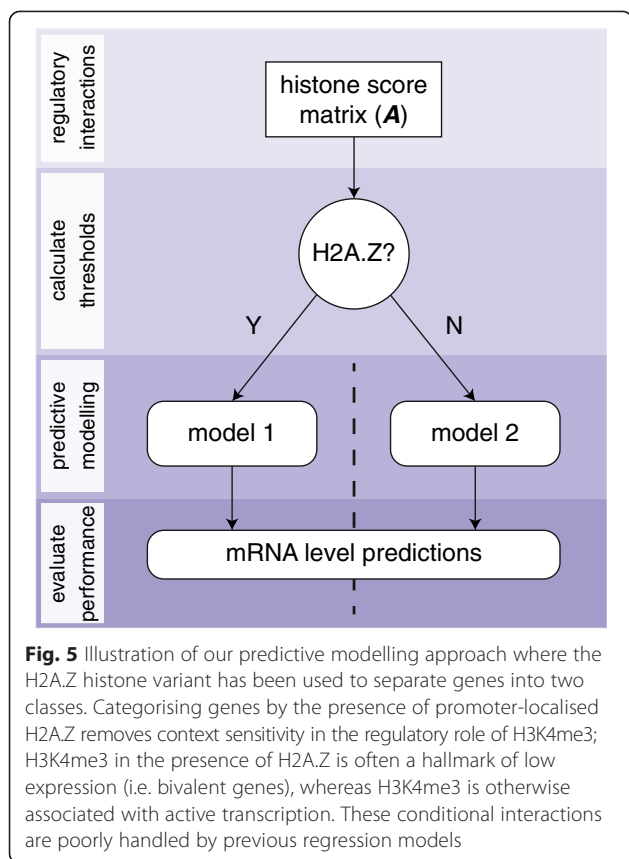 regulatory
interactions
histone score
matrix (A)
calculate
thresholds
H2A.Z?
Y
N
predictive
modelling
model 1
model 2
evaluate
performance
mRNA level predictions
Fig. 5 Illustration of our predictive modelling approach where the
H2A.Z histone variant has been used to separate genes into two
classes. Categorising genes by the presence of promoter-localised
H2A.Z removes context sensitivity in the regulatory role of H3K4me3;
H3K4me3 in the presence of H2A.Z is often a hallmark of low
expression (i.e. bivalent genes), whereas H3K4me3 is otherwise
associated with active transcription. These conditional interactions
are poorly handled by previous regression models